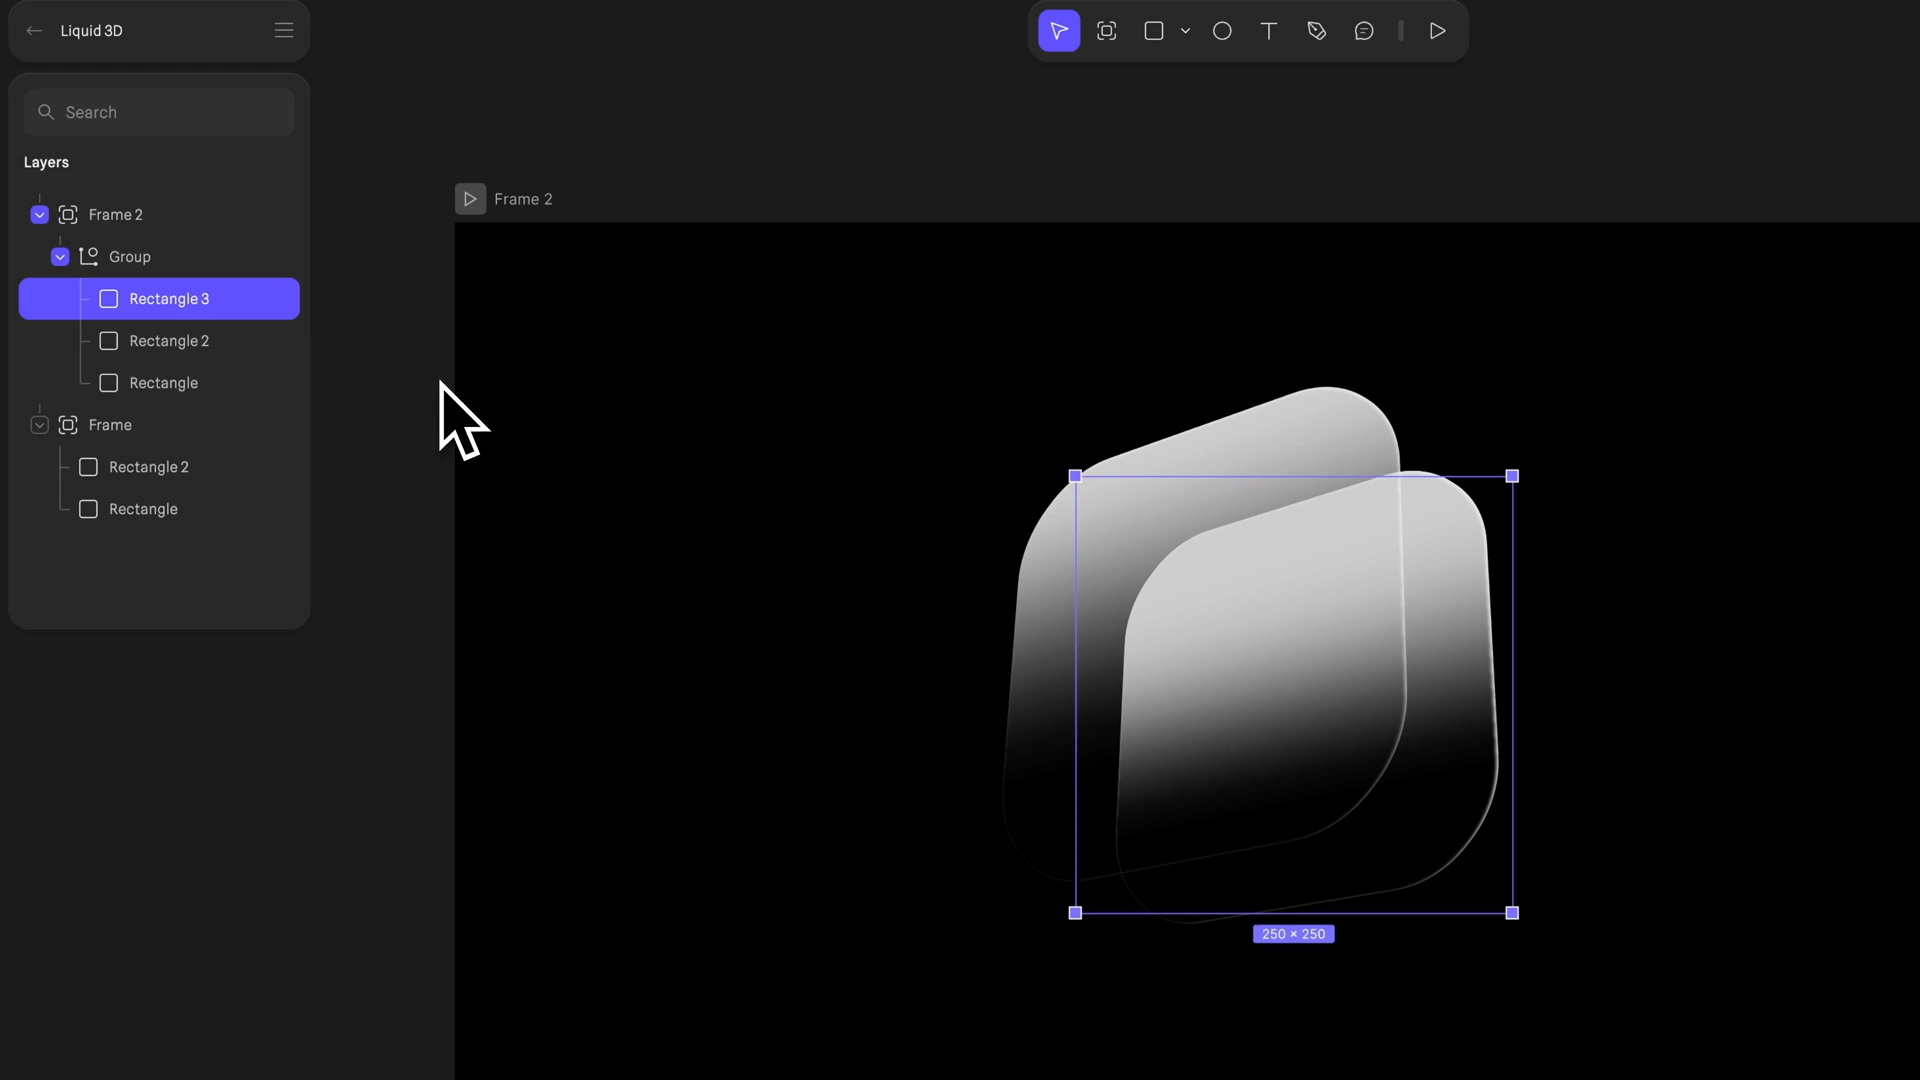 Liquid 3D
Search
Layers
Frame 2
Group
Rectangle 3
Rectangle 2
Rectangle
Frame
Rectangle 2
Rectangle
Frame 2
250 × 250